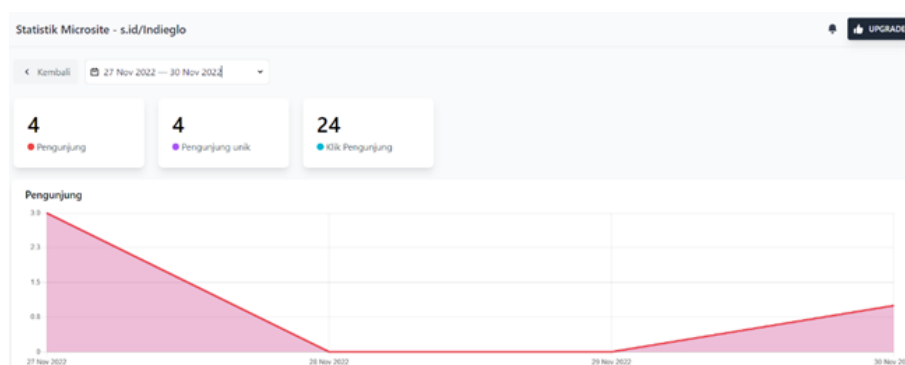 Statistik Microsite - s.id/Indieglo
UPGRADE
Kembali
27 Nov 2022 — 30 Nov 2022
4
Pengunjung
4
Pengunjung unik
24
Klik Pengunjung
Pengunjung
3.0
2.3
1.5
0.8
0
27 Nov 2022
28 Nov 2022
29 Nov 2022
30 Nov 20